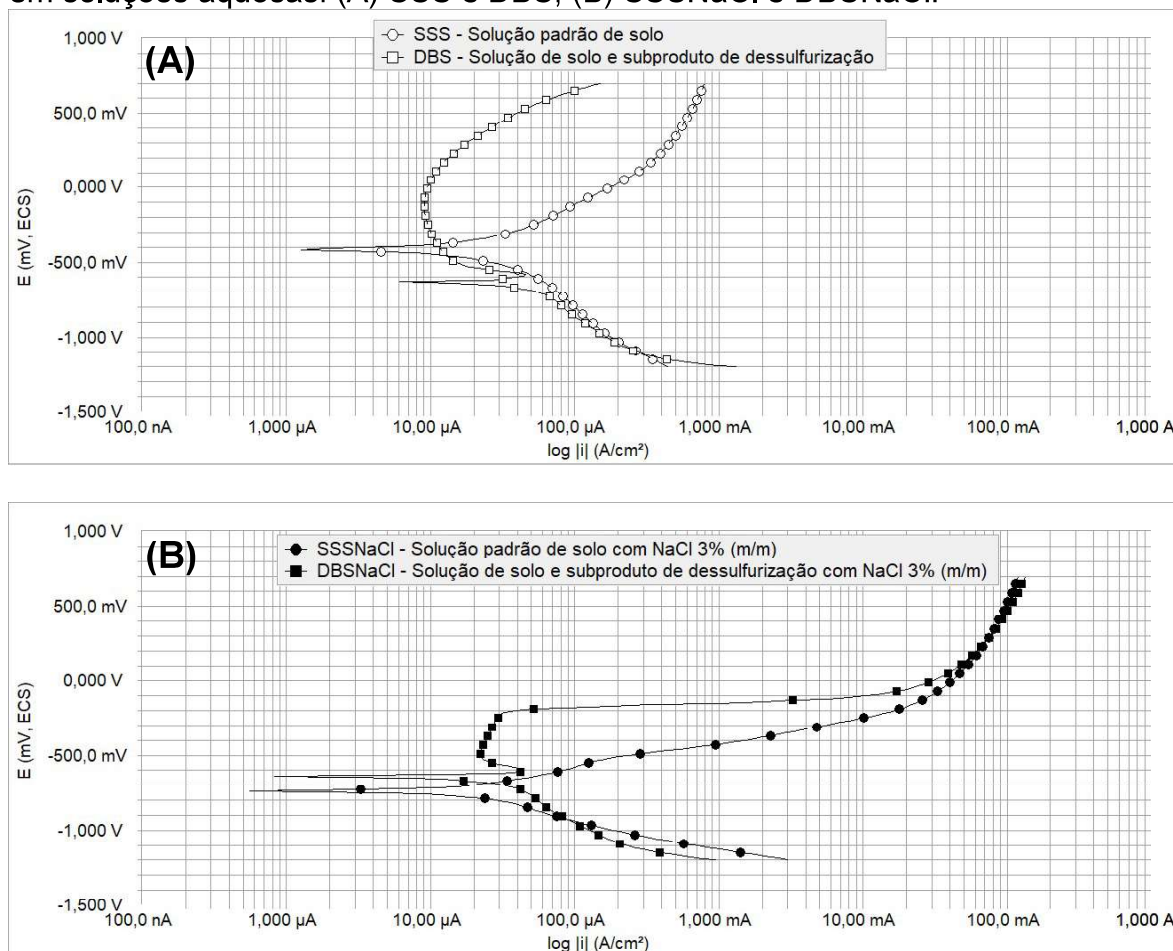 em soluções aquosas: (A) SSS e DBS; (B) SSSNaCl e DBSNaCl.
(A)
SSS - Solução padrão de solo
DBS - Solução de solo e subproduto de dessulfurização
1,000 V
500,0 mV
0,000 V
-500,0 mV
-1,000 V
-1,500 V
E (mV, ECS)
100,0 nA
1,000 µA
10,00 µA
100,0 µA
1,000 mA
10,00 mA
100,0 mA
1,000 A
log |i| (A/cm²)
(B)
SSSNaCl - Solução padrão de solo com NaCl 3% (m/m)
DBSNaCl - Solução de solo e subproduto de dessulfurização com NaCl 3% (m/m)
1,000 V
500,0 mV
0,000 V
-500,0 mV
-1,000 V
-1,500 V
E (mV, ECS)
100,0 nA
1,000 µA
10,00 µA
100,0 µA
1,000 mA
10,00 mA
100,0 mA
1,000 A
log |i| (A/cm²)